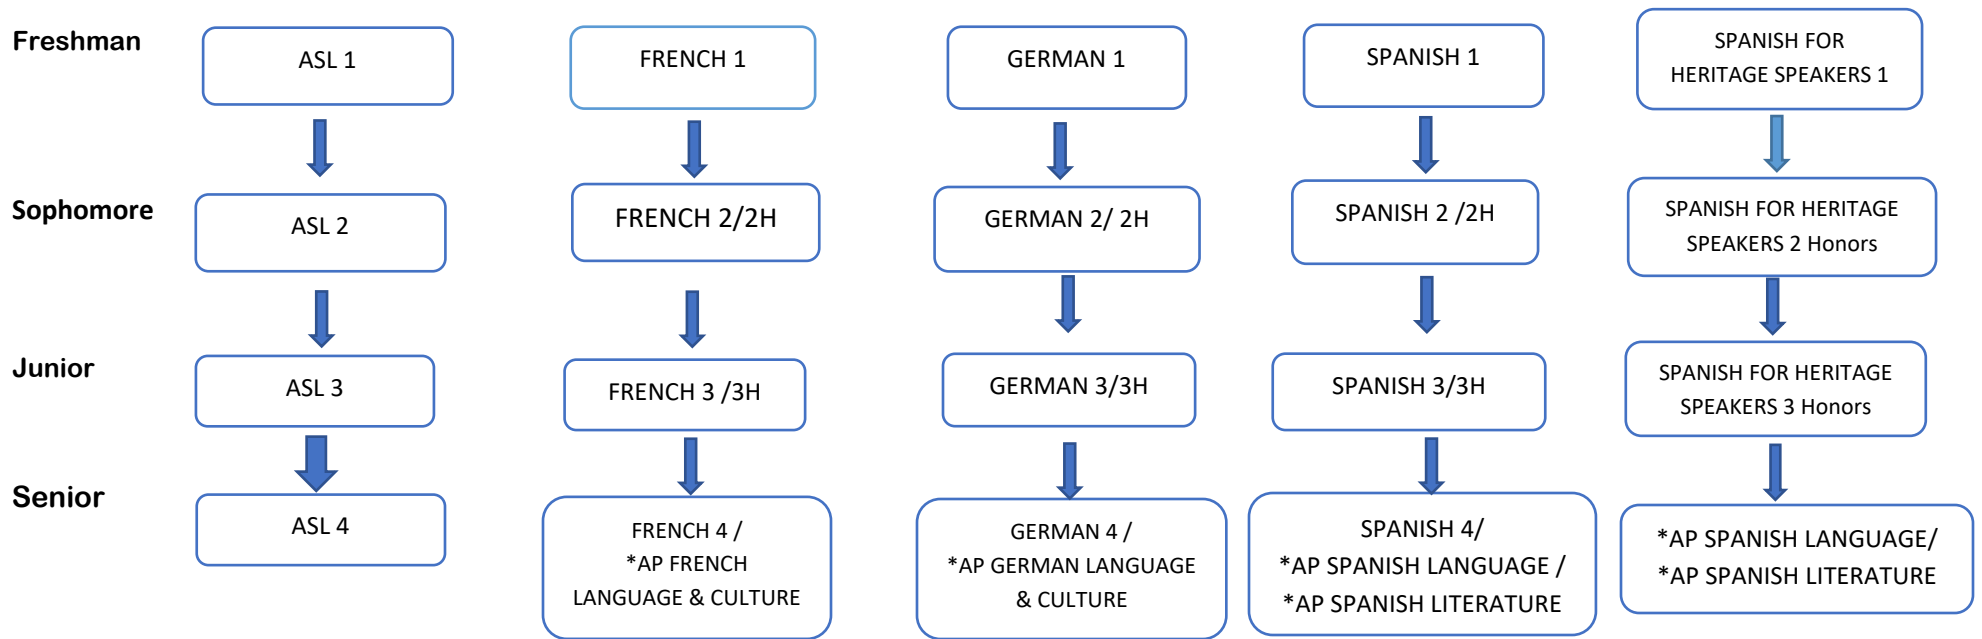 Freshman
ASL 1
FRENCH 1
GERMAN 1
SPANISH 1
SPANISH FOR
HERITAGE SPEAKERS 1
Sophomore
ASL 2
FRENCH 2/2H
GERMAN 2/ 2H
SPANISH 2 /2H
SPANISH FOR HERITAGE
SPEAKERS 2 Honors
Junior
ASL 3
FRENCH 3 /3H
GERMAN 3/3H
SPANISH 3/3H
SPANISH FOR HERITAGE
SPEAKERS 3 Honors
Senior
ASL 4
FRENCH 4 /
*AP FRENCH
LANGUAGE & CULTURE
GERMAN 4 /
*AP GERMAN LANGUAGE
& CULTURE
SPANISH 4/
*AP SPANISH LANGUAGE /
*AP SPANISH LITERATURE
*AP SPANISH LANGUAGE/
*AP SPANISH LITERATURE